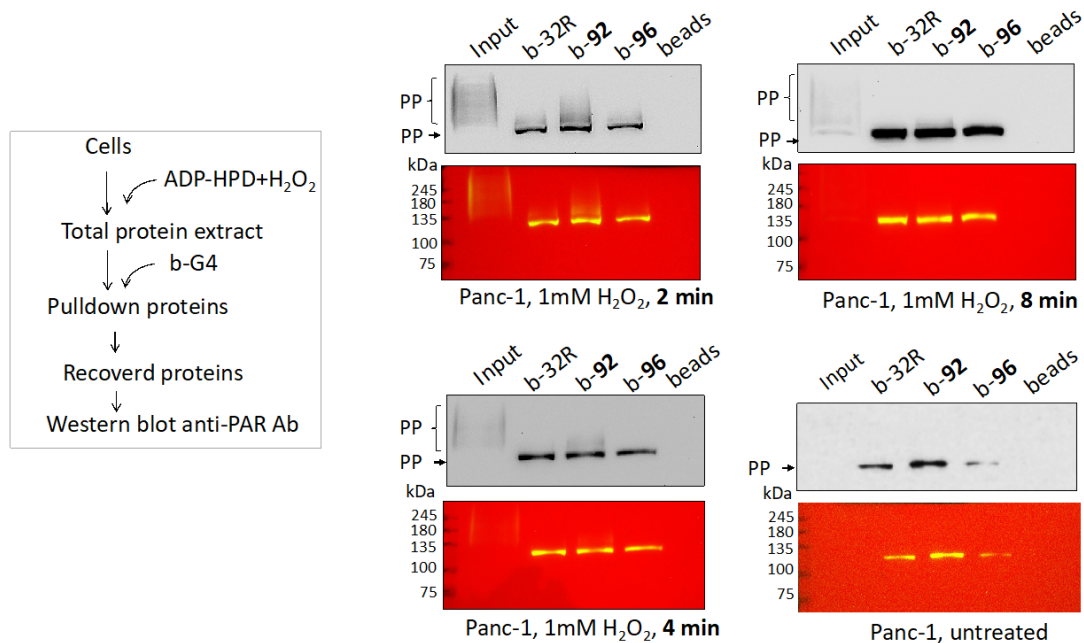 Cells
ADP-HPD+H₂O₂
Total protein extract
b-G4
Pulldown proteins
Recoverd proteins
Western blot anti-PAR Ab
Input b-32R b-92 b-96 beads
PP
PP
kDa
245
180
135
100
75
Panc-1, 1mM H₂O₂, 2 min
Input b-32R b-92 b-96 beads
PP
PP
kDa
245
180
135
100
75
Panc-1, 1mM H₂O₂, 8 min
Input b-32R b-92 b-96 beads
PP
PP
kDa
245
180
135
100
75
Panc-1, 1mM H₂O₂, 4 min
Input b-32R b-92 b-96 beads
PP
kDa
245
180
135
100
75
Panc-1, untreated